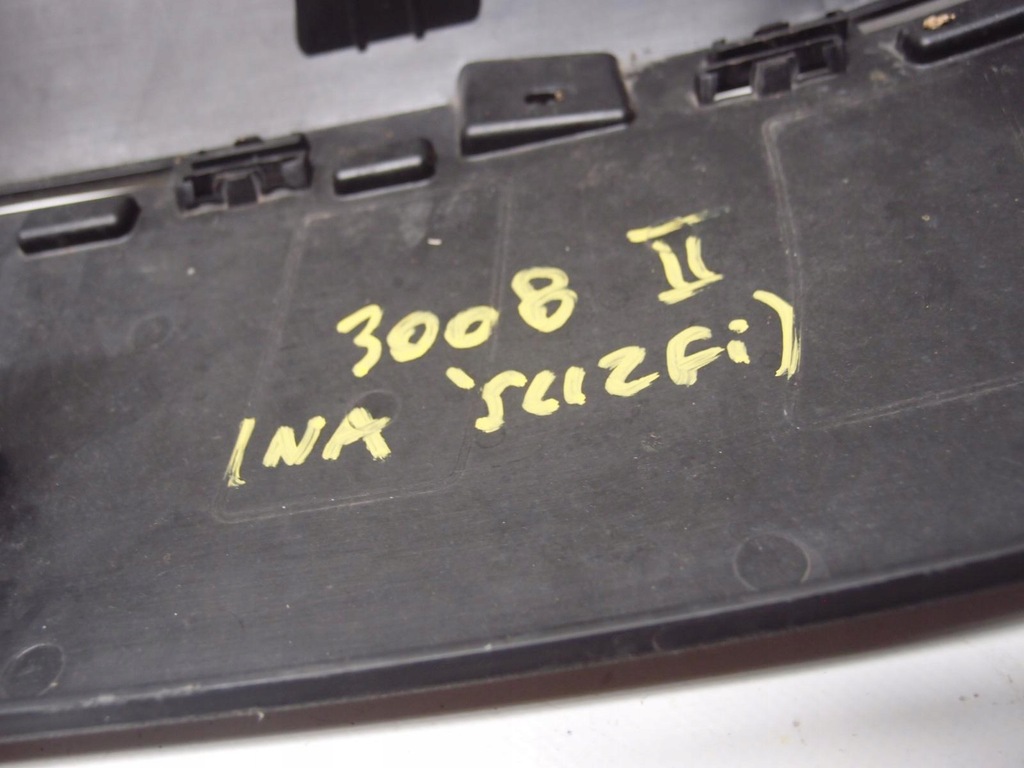 3008 II
(NA SLIZGI)